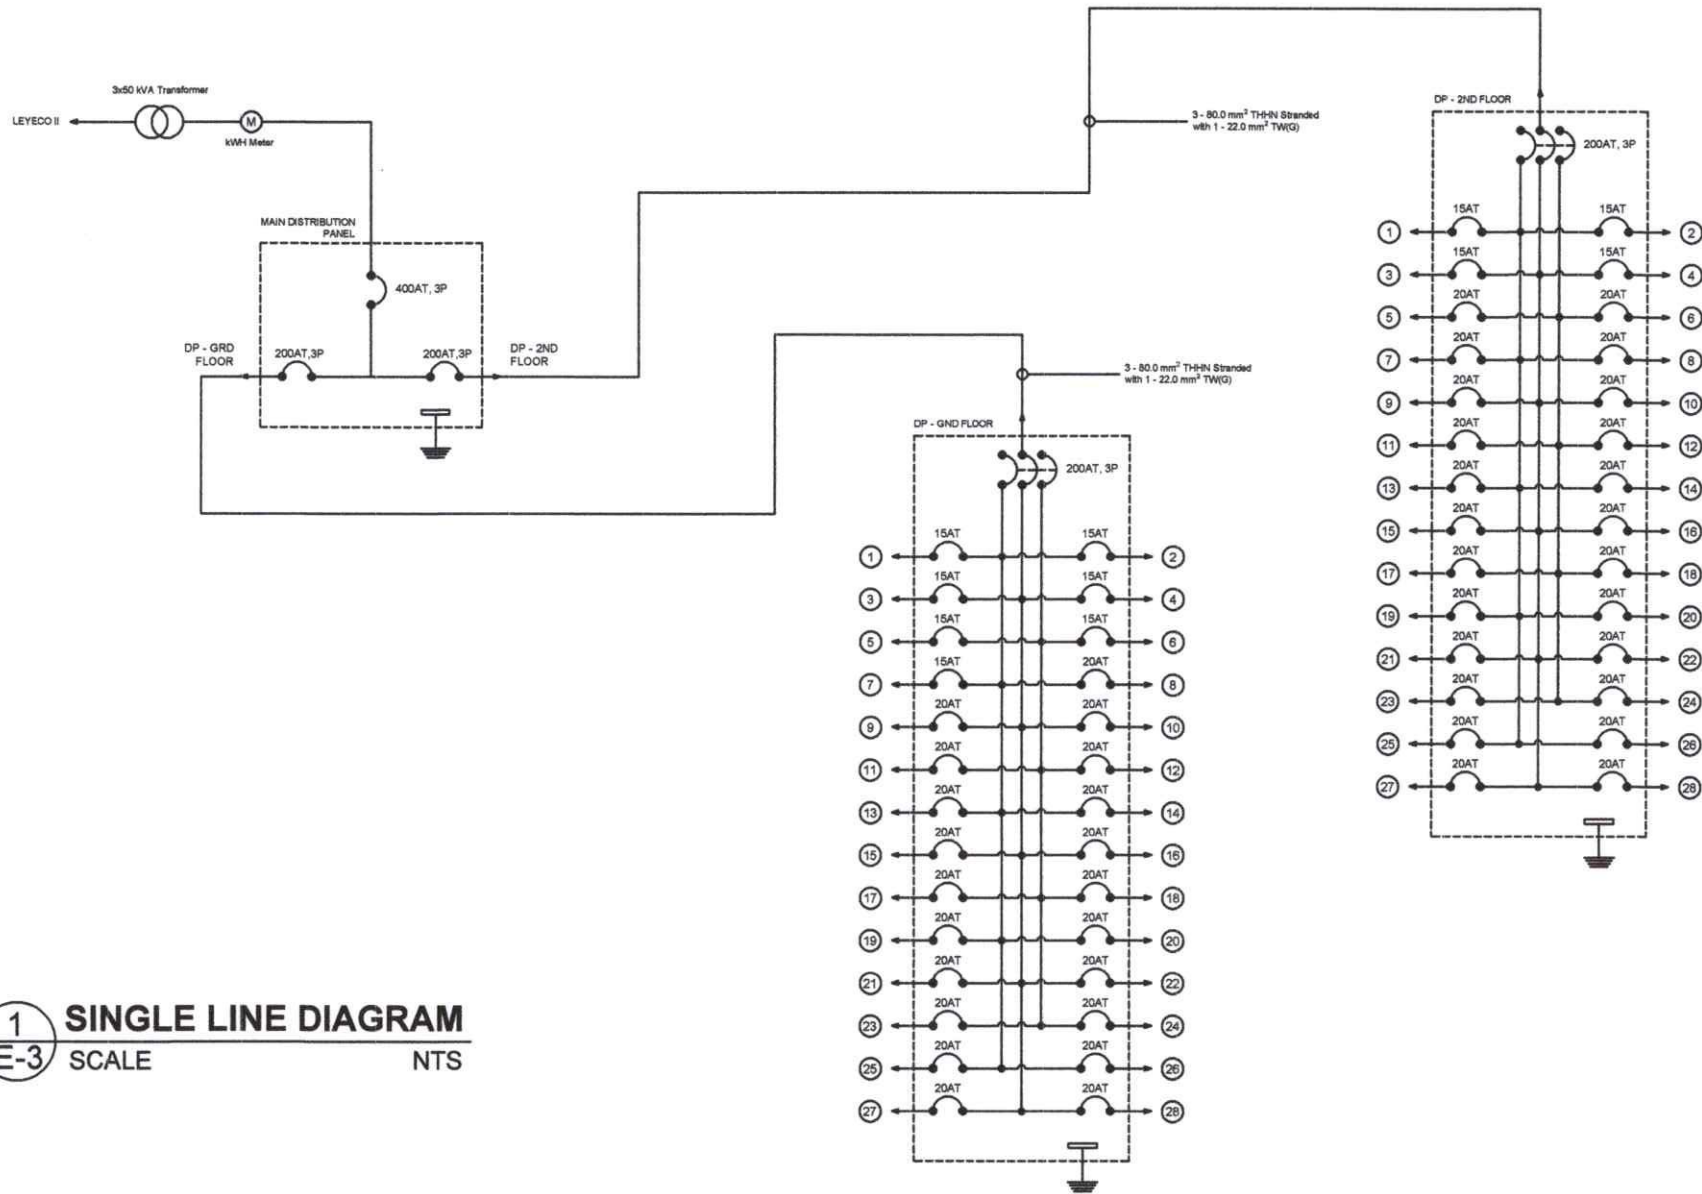 3x50 kVA Transformer
LEYECO II
M
kWH Meter
MAIN DISTRIBUTION
PANEL
400AT, 3P
DP - GRD
FLOOR
200AT,3P
200AT,3P
DP - 2ND
FLOOR
3 - 80.0 mm² THHN Stranded
with 1 - 22.0 mm² TW(G)
3 - 80.0 mm² THHN Stranded
with 1 - 22.0 mm² TW(G)
DP - GND FLOOR
200AT, 3P
15AT 15AT
1 2
15AT 15AT
3 4
15AT 15AT
5 6
15AT 20AT
7 8
20AT 20AT
9 10
20AT 20AT
11 12
20AT 20AT
13 14
20AT 20AT
15 16
20AT 20AT
17 18
20AT 20AT
19 20
20AT 20AT
21 22
20AT 20AT
23 24
20AT 20AT
25 26
20AT 20AT
27 28
DP - 2ND FLOOR
200AT, 3P
15AT 15AT
1 2
15AT 15AT
3 4
20AT 20AT
5 6
20AT 20AT
7 8
20AT 20AT
9 10
20AT 20AT
11 12
20AT 20AT
13 14
20AT 20AT
15 16
20AT 20AT
17 18
20AT 20AT
19 20
20AT 20AT
21 22
20AT 20AT
23 24
20AT 20AT
25 26
20AT 20AT
27 28
1
E-3
SINGLE LINE DIAGRAM
SCALE NTS